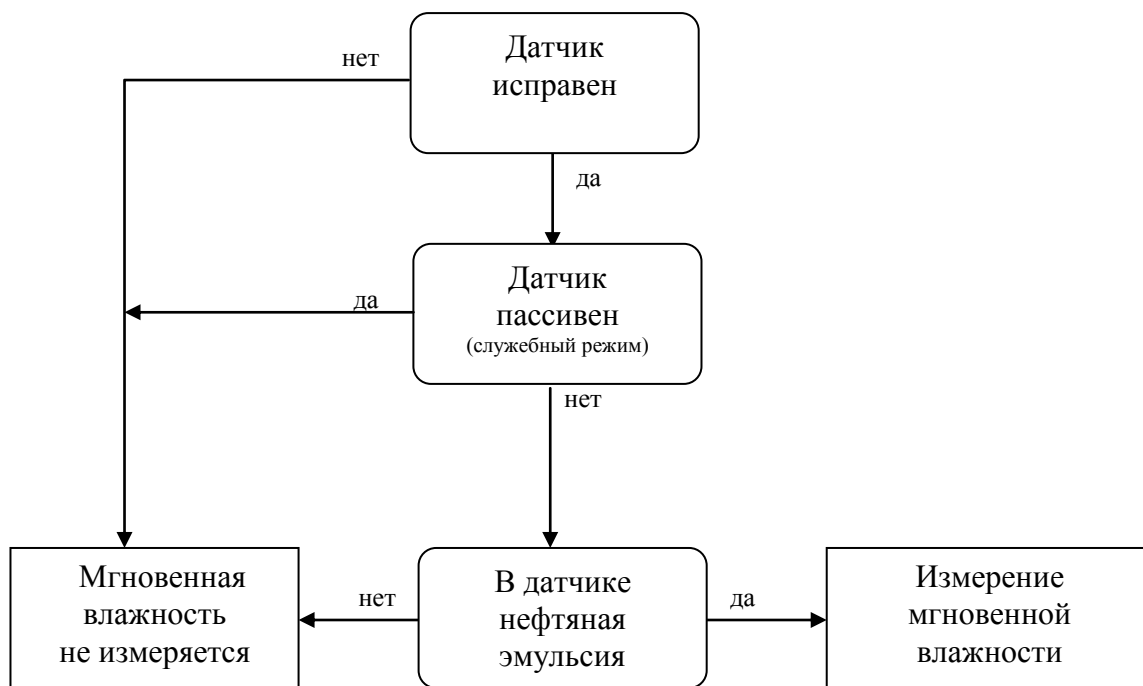 Датчик
исправен
нет
да
Датчик
пассивен
(служебный режим)
да
нет
Мгновенная
влажность
не измеряется
нет
В датчике
нефтяная
эмульсия
да
Измерение
мгновенной
влажности